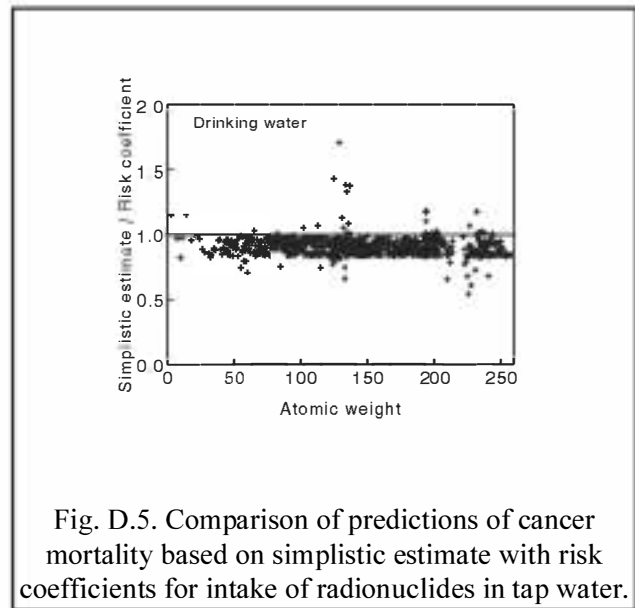 2.0
Drinking water
1.5
1.0
0.5
0.0
0 50 100 150 200 250
Simplistic estimate / Risk coefficient
Atomic weight
Fig. D.5. Comparison of predictions of cancer
mortality based on simplistic estimate with risk
coefficients for intake of radionuclides in tap water.